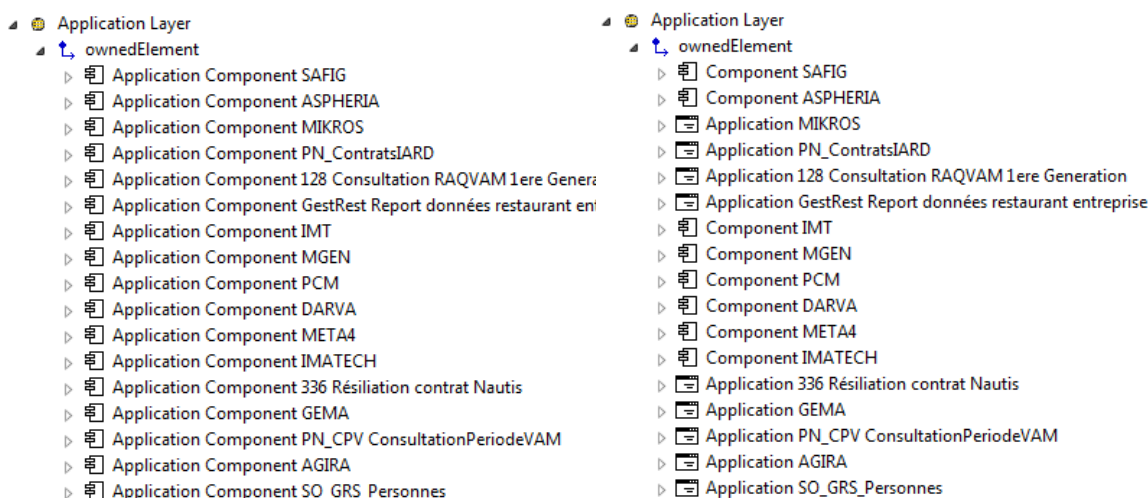 Application Layer
ownedElement
Application Component SAFIG
Application Component ASPHERIA
Application Component MIKROS
Application Component PN_ContratsIARD
Application Component 128 Consultation RAQVAM 1ere Genera
Application Component GestRest Report données restaurant ent
Application Component IMT
Application Component MGEN
Application Component PCM
Application Component DARVA
Application Component META4
Application Component IMATECH
Application Component 336 Résiliation contrat Nautis
Application Component GEMA
Application Component PN_CPV ConsultationPeriodeVAM
Application Component AGIRA
Application Component SO_GRS_Personnes
Application Layer
ownedElement
Component SAFIG
Component ASPHERIA
Application MIKROS
Application PN_ContratsIARD
Application 128 Consultation RAQVAM 1ere Generation
Application GestRest Report données restaurant entreprise
Component IMT
Component MGEN
Component PCM
Component DARVA
Component META4
Component IMATECH
Application 336 Résiliation contrat Nautis
Application GEMA
Application PN_CPV ConsultationPeriodeVAM
Application AGIRA
Application SO_GRS_Personnes